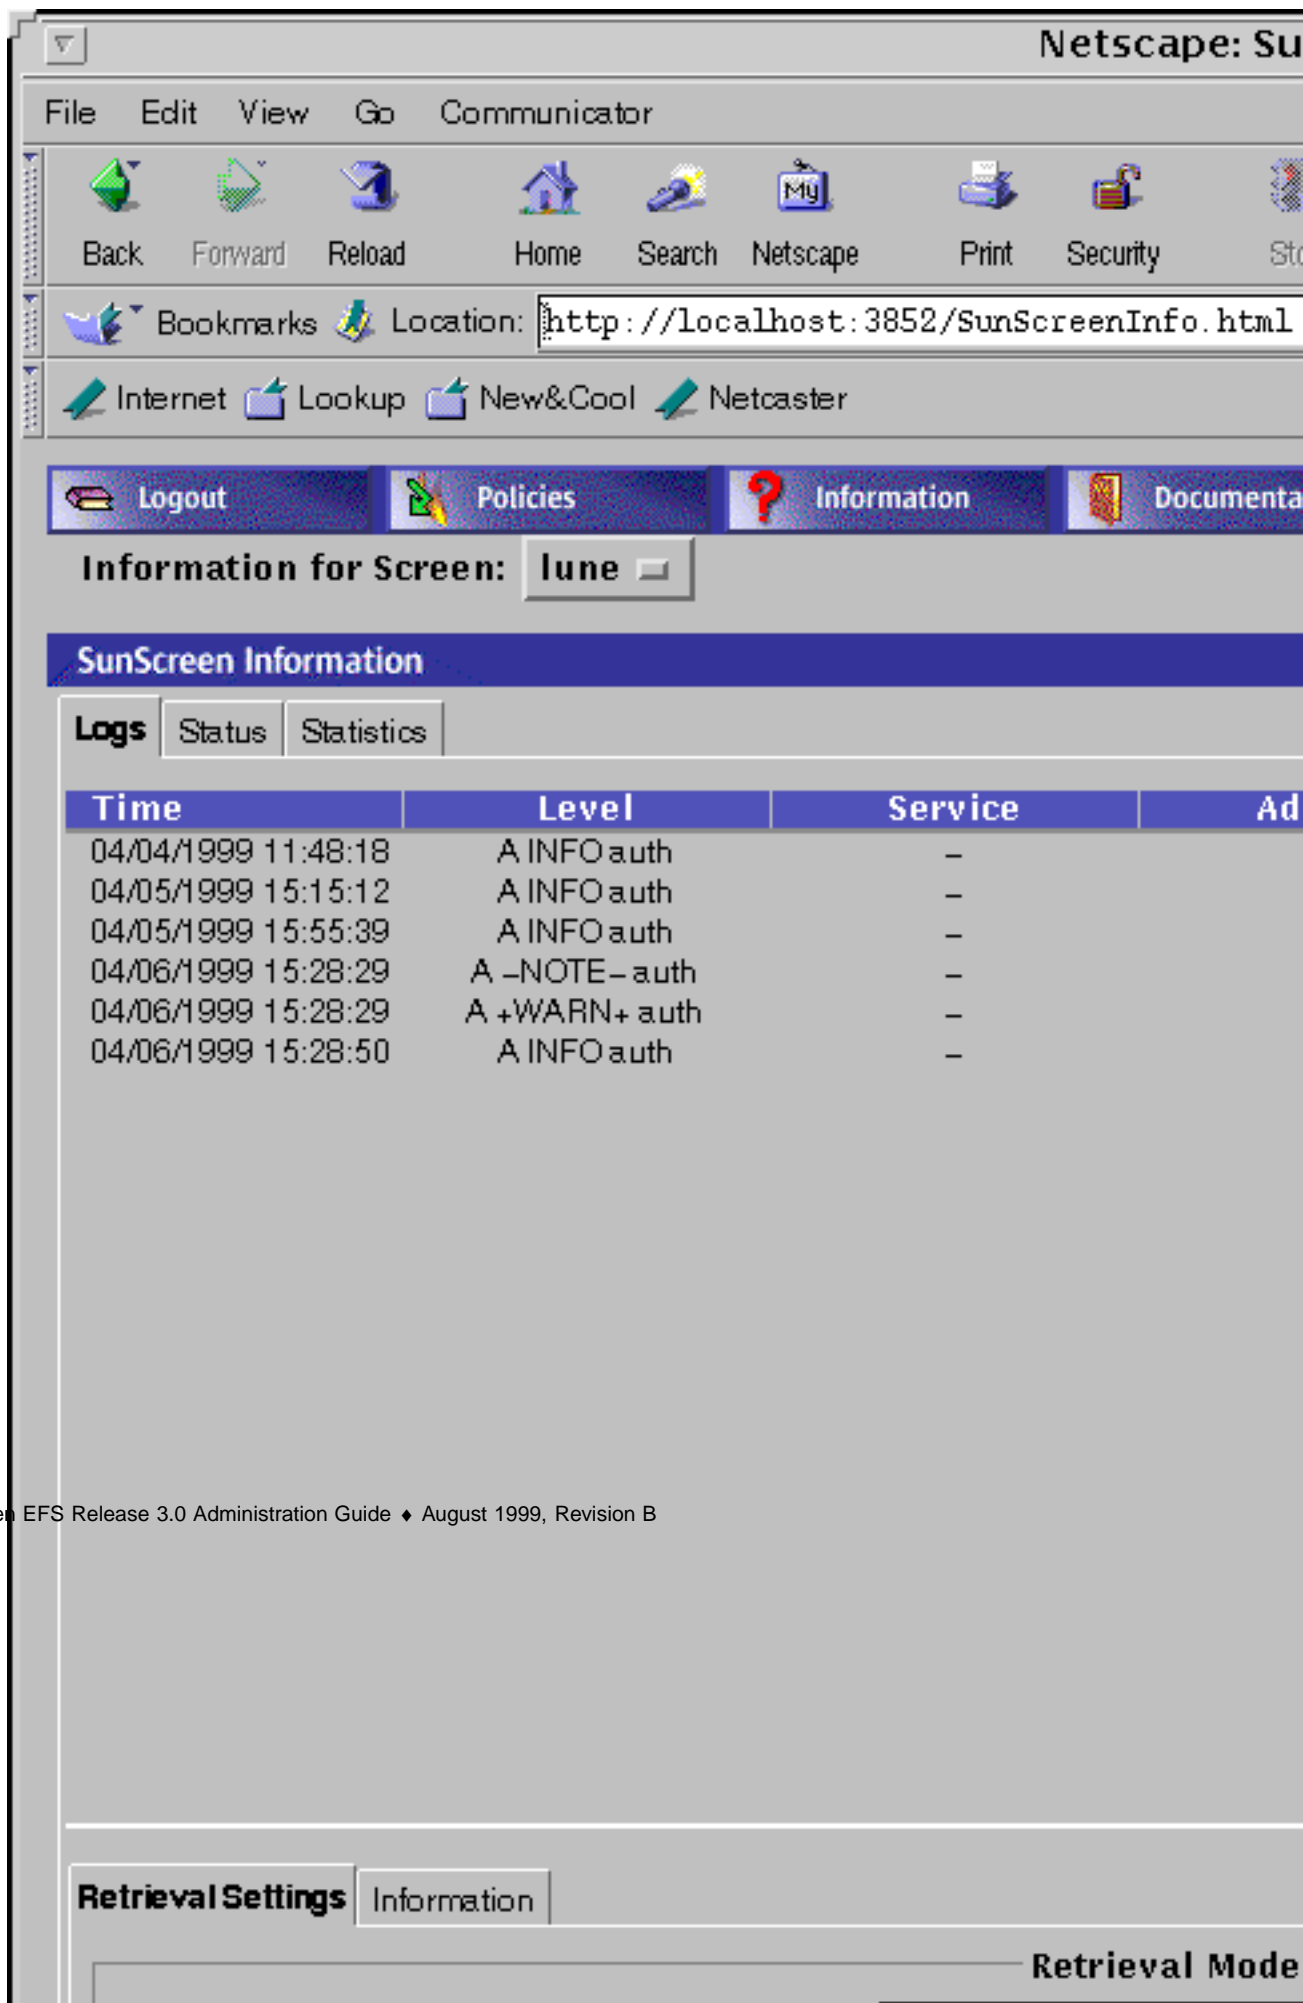 Netscape: Su
File Edit View Go Communicator
My
Back Forward Reload Home Search Netscape Print Security Sto
Bookmarks Location: http://localhost:3852/SunScreenInfo.html
Internet Lookup New&Cool Netcaster
Logout Policies ? Information Documenta
Information for Screen: lune
SunScreen Information
Logs Status Statistics
Time Level Service Ad
04/04/1999 11:48:18 A INFO auth –
04/05/1999 15:15:12 A INFO auth –
04/05/1999 15:55:39 A INFO auth –
04/06/1999 15:28:29 A –NOTE– auth –
04/06/1999 15:28:29 A +WARN+ auth –
04/06/1999 15:28:50 A INFO auth –
en EFS Release 3.0 Administration Guide ♦ August 1999, Revision B
Retrieval Settings Information
Retrieval Mode